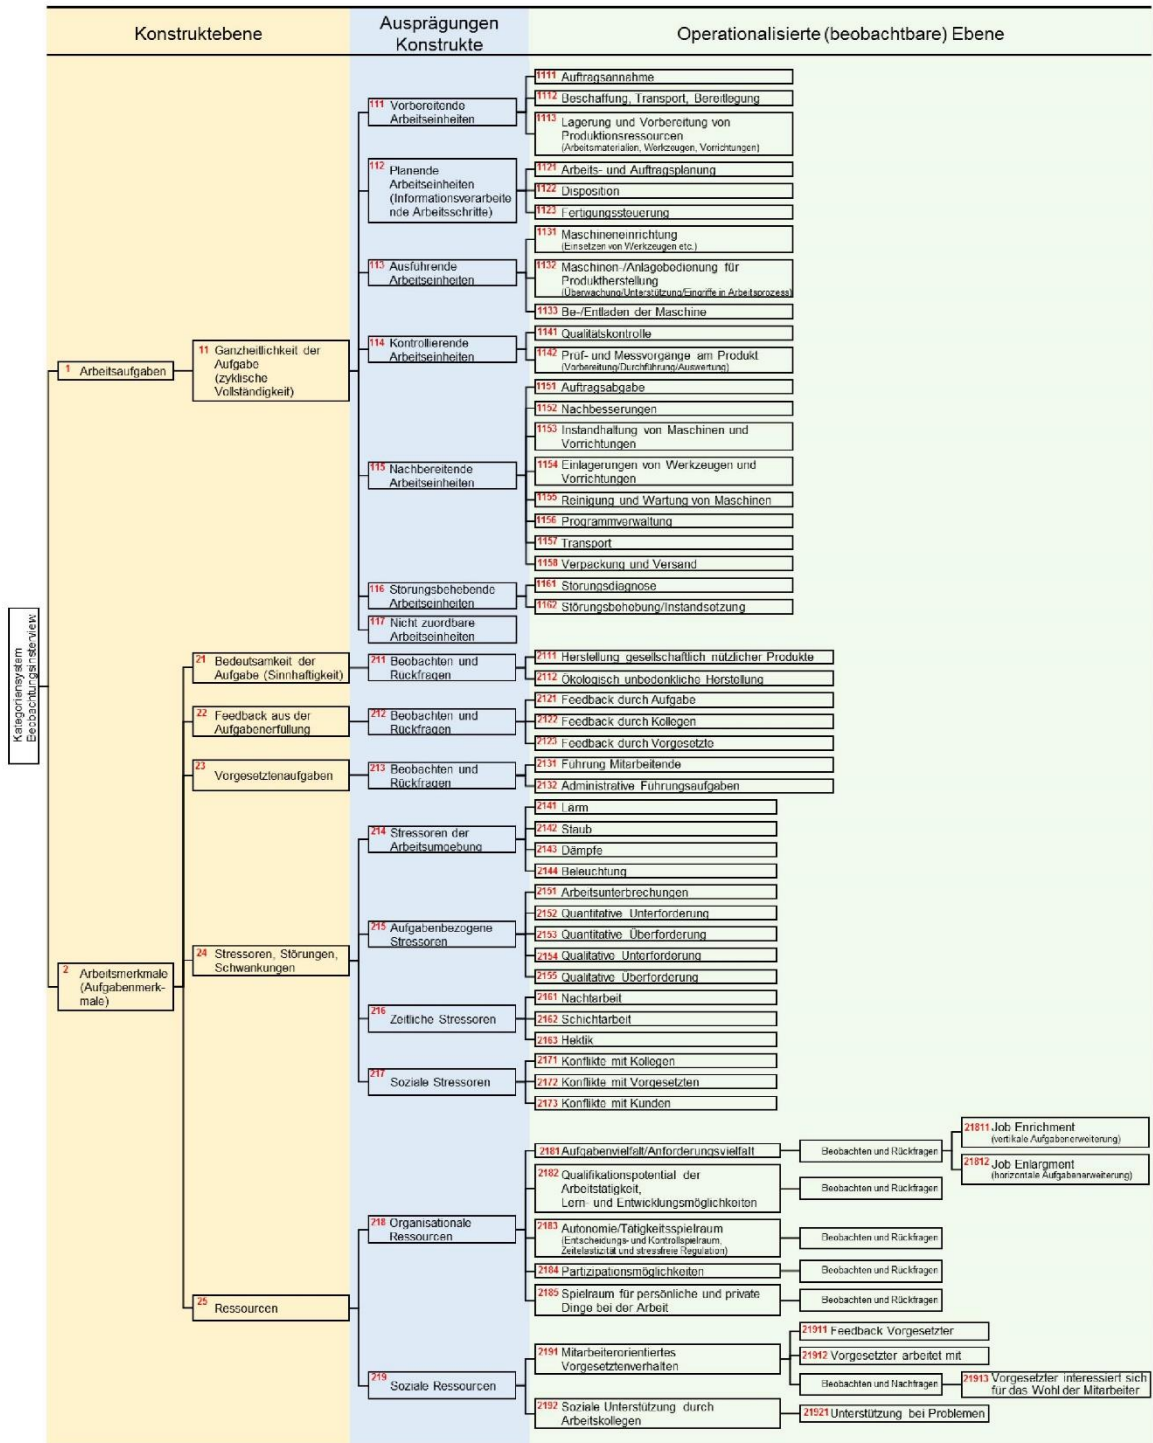 Konstruktebene
Ausprägungen
Konstrukte
Operationalisierte (beobachtbare) Ebene
Kategoriensystem
Beobachtungsinsterview
1 Arbeitsaufgaben
11 Ganzheitlichkeit der
Aufgabe
(zyklische
Vollständigkeit)
111 Vorbereitende
Arbeitseinheiten
1111 Auftragsannahme
1112 Beschaffung, Transport, Bereitlegung
1113 Lagerung und Vorbereitung von
Produktionsressourcen
(Arbeitsmaterialien, Werkzeugen, Vorrichtungen)
112 Planende
Arbeitseinheiten
(Informationsverarbeite
nde Arbeitsschritte)
1121 Arbeits- und Auftragsplanung
1122 Disposition
1123 Fertigungssteuerung
113 Ausführende
Arbeitseinheiten
1131 Maschineneinrichtung
(Einsetzen von Werkzeugen etc.)
1132 Maschinen-/Anlagebedienung für
Produktherstellung
(Überwachung/Unterstützung/Eingriffe in Arbeitsprozess)
1133 Be-/Entladen der Maschine
114 Kontrollierende
Arbeitseinheiten
1141 Qualitätskontrolle
1142 Prüf- und Messvorgänge am Produkt
(Vorbereitung/Durchführung/Auswertung)
115 Nachbereitende
Arbeitseinheiten
1151 Auftragsabgabe
1152 Nachbesserungen
1153 Instandhaltung von Maschinen und
Vorrichtungen
1154 Einlagerungen von Werkzeugen und
Vorrichtungen
1155 Reinigung und Wartung von Maschinen
1156 Programmverwaltung
1157 Transport
1158 Verpackung und Versand
116 Störungsbehebende
Arbeitseinheiten
1161 Störungsdiagnose
1162 Störungsbehebung/Instandsetzung
117 Nicht zuordbare
Arbeitseinheiten
2 Arbeitsmerkmale
(Aufgabenmerk-
male)
21 Bedeutsamkeit der
Aufgabe (Sinnhaftigkeit)
211 Beobachten und
Rückfragen
2111 Herstellung gesellschaftlich nützlicher Produkte
2112 Ökologisch unbedenkliche Herstellung
22 Feedback aus der
Aufgabenerfüllung
212 Beobachten und
Rückfragen
2121 Feedback durch Aufgabe
2122 Feedback durch Kollegen
2123 Feedback durch Vorgesetzte
23 Vorgesetztenaufgaben
213 Beobachten und
Rückfragen
2131 Führung Mitarbeitende
2132 Administrative Führungsaufgaben
24 Stressoren, Störungen,
Schwankungen
214 Stressoren der
Arbeitsumgebung
2141 Lärm
2142 Staub
2143 Dämpfe
2144 Beleuchtung
215 Aufgabenbezogene
Stressoren
2151 Arbeitsunterbrechungen
2152 Quantitative Unterforderung
2153 Quantitative Überforderung
2154 Qualitative Unterforderung
2155 Qualitative Überforderung
216 Zeitliche Stressoren
2161 Nachtarbeit
2162 Schichtarbeit
2163 Hektik
217 Soziale Stressoren
2171 Konflikte mit Kollegen
2172 Konflikte mit Vorgesetzten
2173 Konflikte mit Kunden
25 Ressourcen
218 Organisationale
Ressourcen
2181 Aufgabenvielfalt/Anforderungsvielfalt
Beobachten und Rückfragen
21811 Job Enrichment
(vertikale Aufgabenerweiterung)
21812 Job Enlargment
(horizontale Aufgabenerweiterung)
2182 Qualifikationspotential der
Arbeitstätigkeit,
Lern- und Entwicklungsmöglichkeiten
Beobachten und Rückfragen
2183 Autonomie/Tätigkeitsspielraum
(Entscheidungs- und Kontrollspielraum,
Zeitelastizität und stressfreie Regulation)
Beobachten und Rückfragen
2184 Partizipationsmöglichkeiten
Beobachten und Rückfragen
2185 Spielraum für persönliche und private
Dinge bei der Arbeit
Beobachten und Rückfragen
219 Soziale Ressourcen
2191 Mitarbeiterorientiertes
Vorgesetztenverhalten
21911 Feedback Vorgesetzter
21912 Vorgesetzter arbeitet mit
Beobachten und Nachfragen
21913 Vorgesetzter interessiert sich
für das Wohl der Mitarbeiter
2192 Soziale Unterstützung durch
Arbeitskollegen
21921 Unterstützung bei Problemen